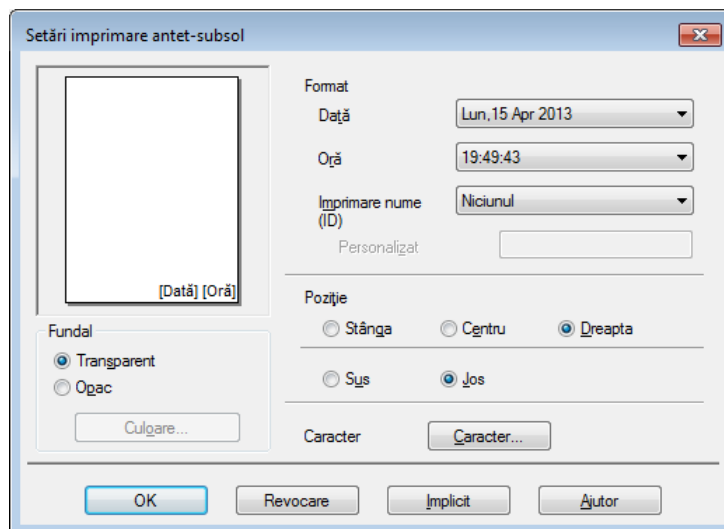 Setări imprimare antet-subsol
[Dată] [Oră]
Fundal
Transparent
Opac
Culoare...
Format
Dată
Lun,15 Apr 2013
Oră
19:49:43
Imprimare nume
(ID)
Niciunul
Personalizat
Poziţie
Stânga
Centru
Dreapta
Sus
Jos
Caracter
Caracter...
OK
Revocare
Implicit
Ajutor